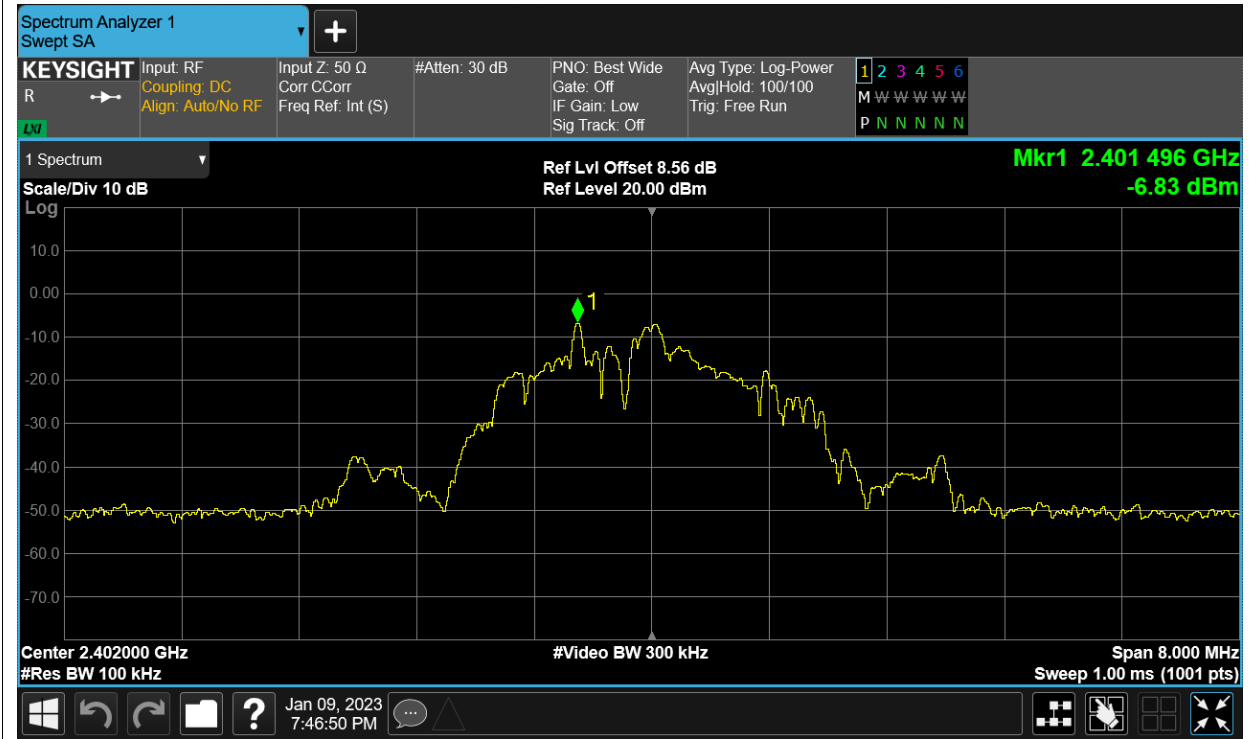 Spectrum Analyzer 1
Swept SA
KEYSIGHT
R
LXI
Input: RF
Coupling: DC
Align: Auto/No RF
Input Z: 50 Ω
Corr CCorr
Freq Ref: Int (S)
#Atten: 30 dB
PNO: Best Wide
Gate: Off
IF Gain: Low
Sig Track: Off
Avg Type: Log-Power
Avg|Hold: 100/100
Trig: Free Run
1 2 3 4 5 6
M W W W W W
P N N N N N
1 Spectrum
Scale/Div 10 dB
Log
Ref Lvl Offset 8.56 dB
Ref Level 20.00 dBm
Mkr1 2.401 496 GHz
-6.83 dBm
10.0
0.00
-10.0
-20.0
-30.0
-40.0
-50.0
-60.0
-70.0
1
Center 2.402000 GHz
#Res BW 100 kHz
#Video BW 300 kHz
Span 8.000 MHz
Sweep 1.00 ms (1001 pts)
?
Jan 09, 2023
7:46:50 PM